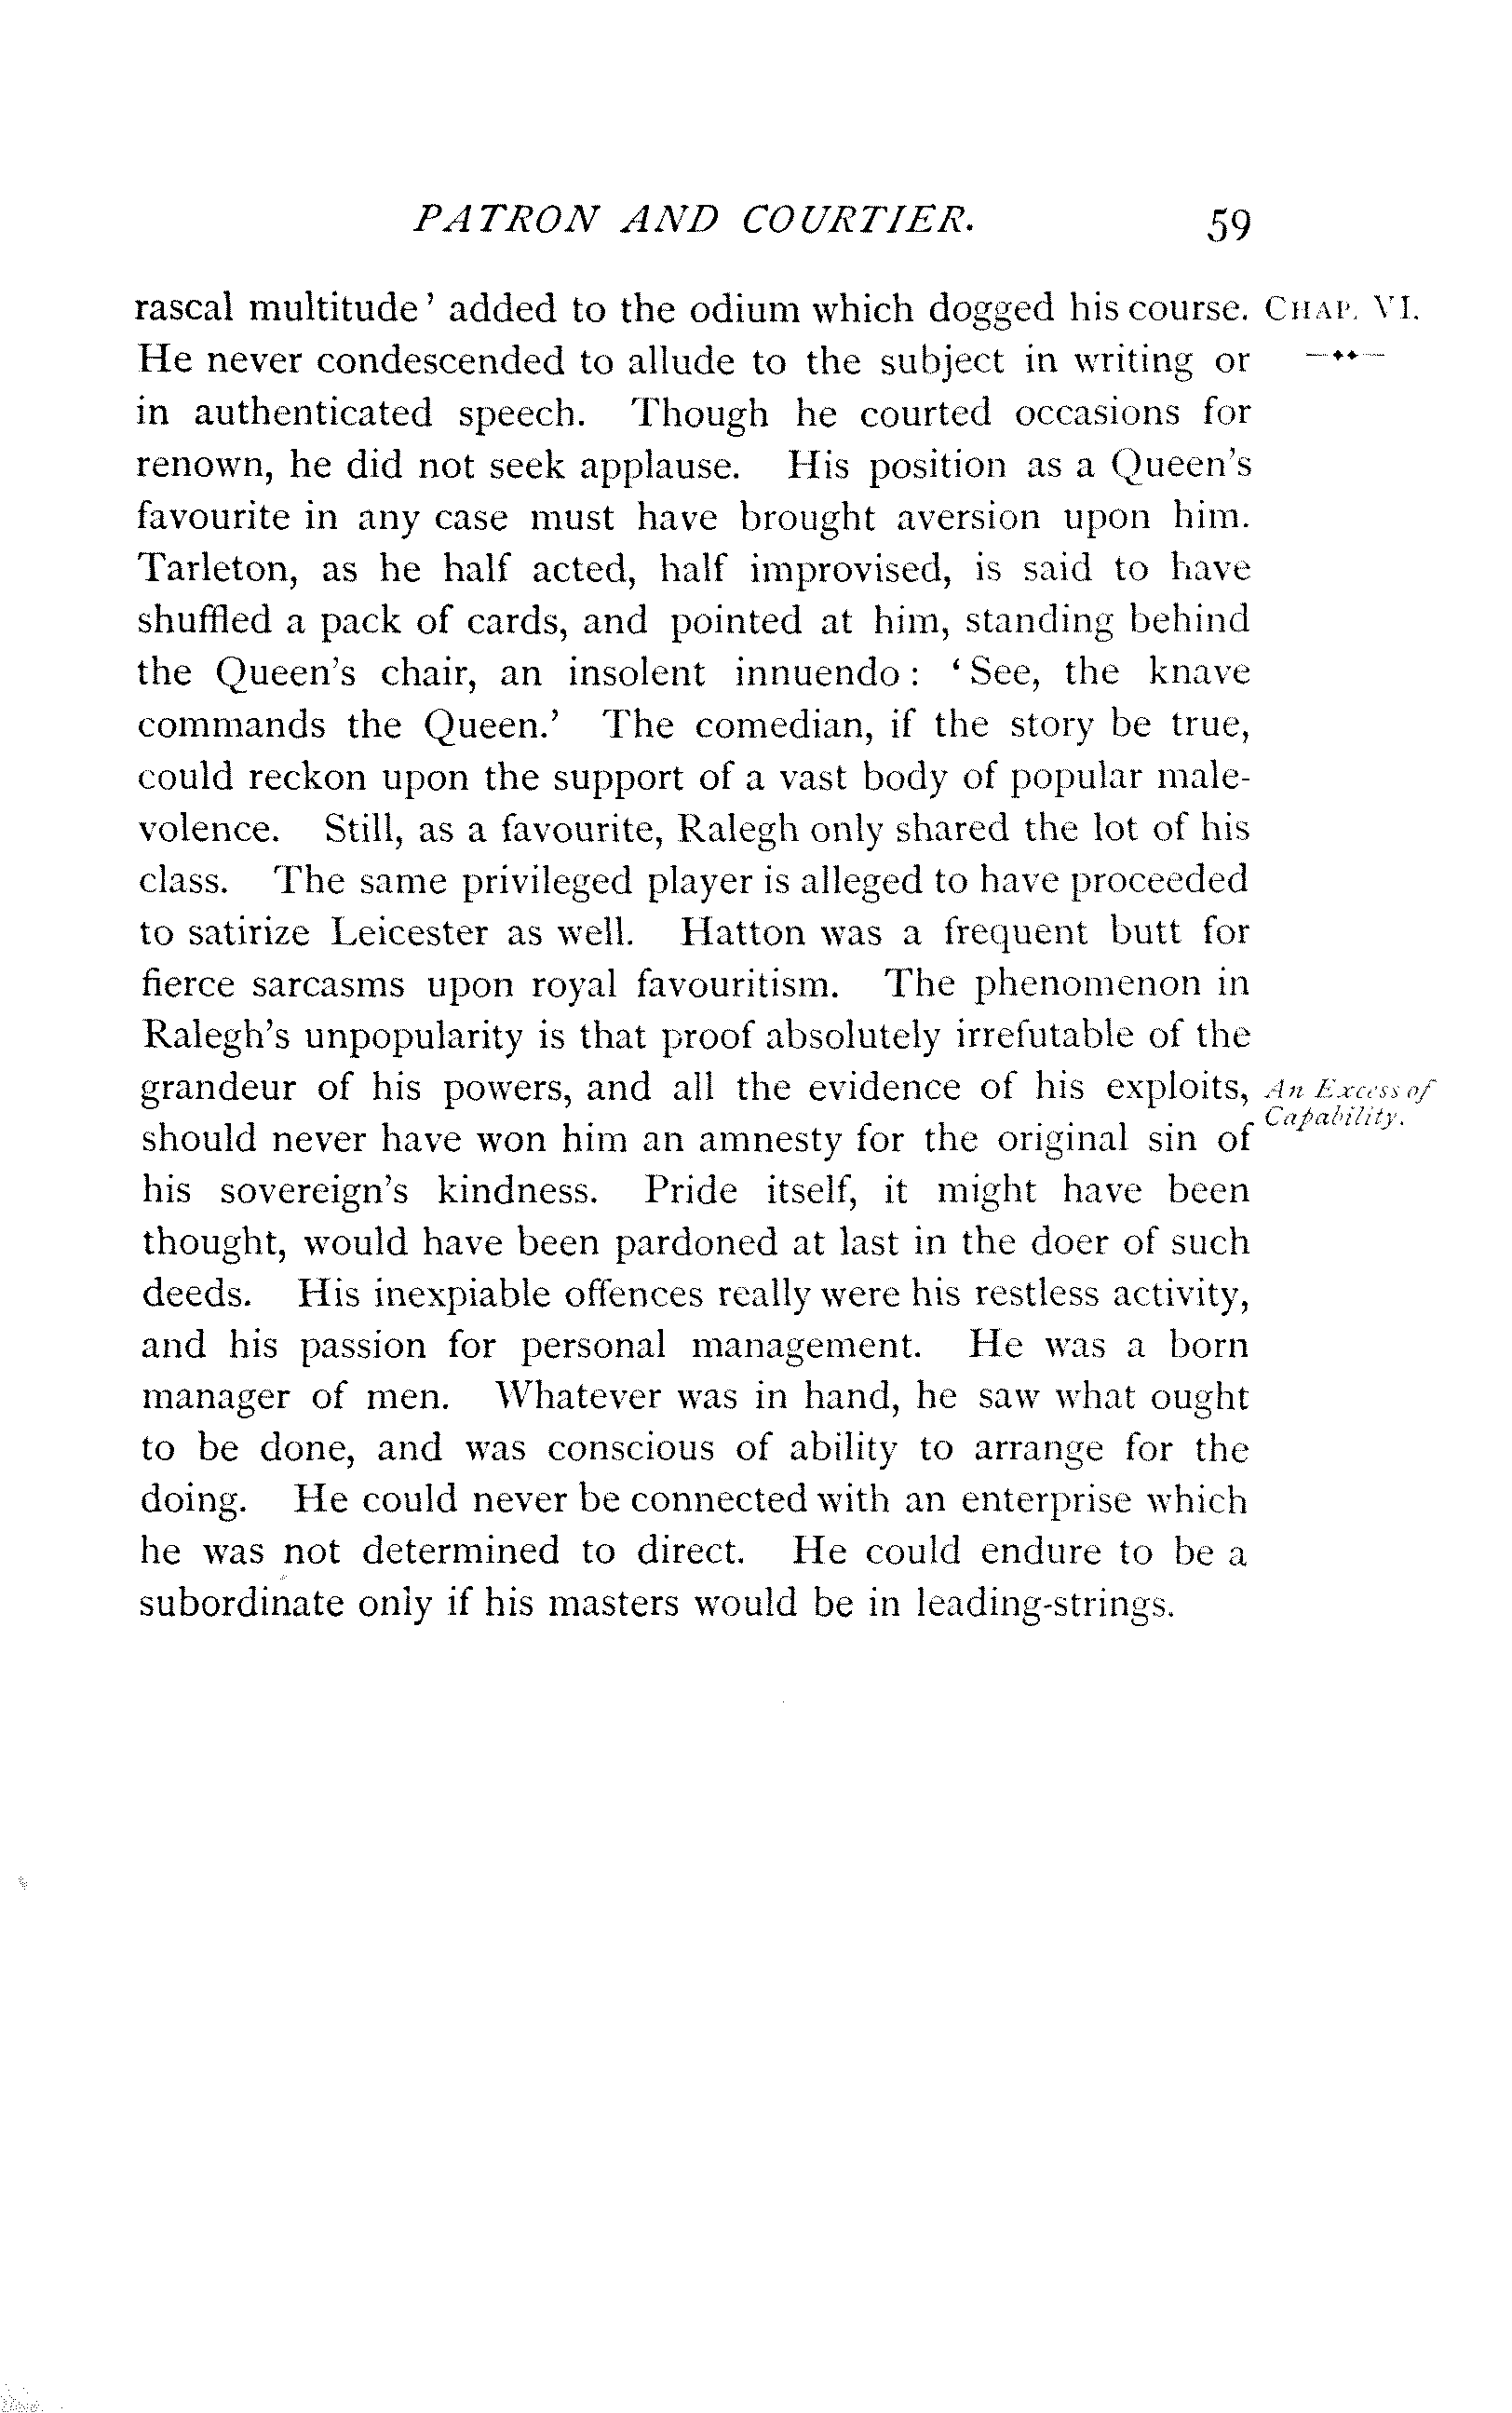 PATRON AND COURTIER. 59
rascal multitude' added to the odium which dogged his course. CHAP. VI.
He never condescended to allude to the subject in writing or
in authenticated speech. Though he courted occasions for
renown, he did not seek applause. His position as a Queen's
favourite in any case must have brought aversion upon him.
Tarleton, as he half acted, half improvised, is said to have
shuffled a pack of cards, and pointed at him, standing behind
the Queen's chair, an insolent innuendo: 'See, the knave
commands the Queen.' The comedian, if the story be true,
could reckon upon the support of a vast body of popular male-
volence. Still, as a favourite, Ralegh only shared the lot of his
class. The same privileged player is alleged to have proceeded
to satirize Leicester as well. Hatton was a frequent butt for
fierce sarcasms upon royal favouritism. The phenomenon in
Ralegh's unpopularity is that proof absolutely irrefutable of the
grandeur of his powers, and all the evidence of his exploits,
An Excess of
Capability.
should never have won him an amnesty for the original sin of
his sovereign's kindness. Pride itself, it might have been
thought, would have been pardoned at last in the doer of such
deeds. His inexpiable offences really were his restless activity,
and his passion for personal management. He was a born
manager of men. Whatever was in hand, he saw what ought
to be done, and was conscious of ability to arrange for the
doing. He could never be connected with an enterprise which
he was not determined to direct. He could endure to be a
subordinate only if his masters would be in leading-strings.